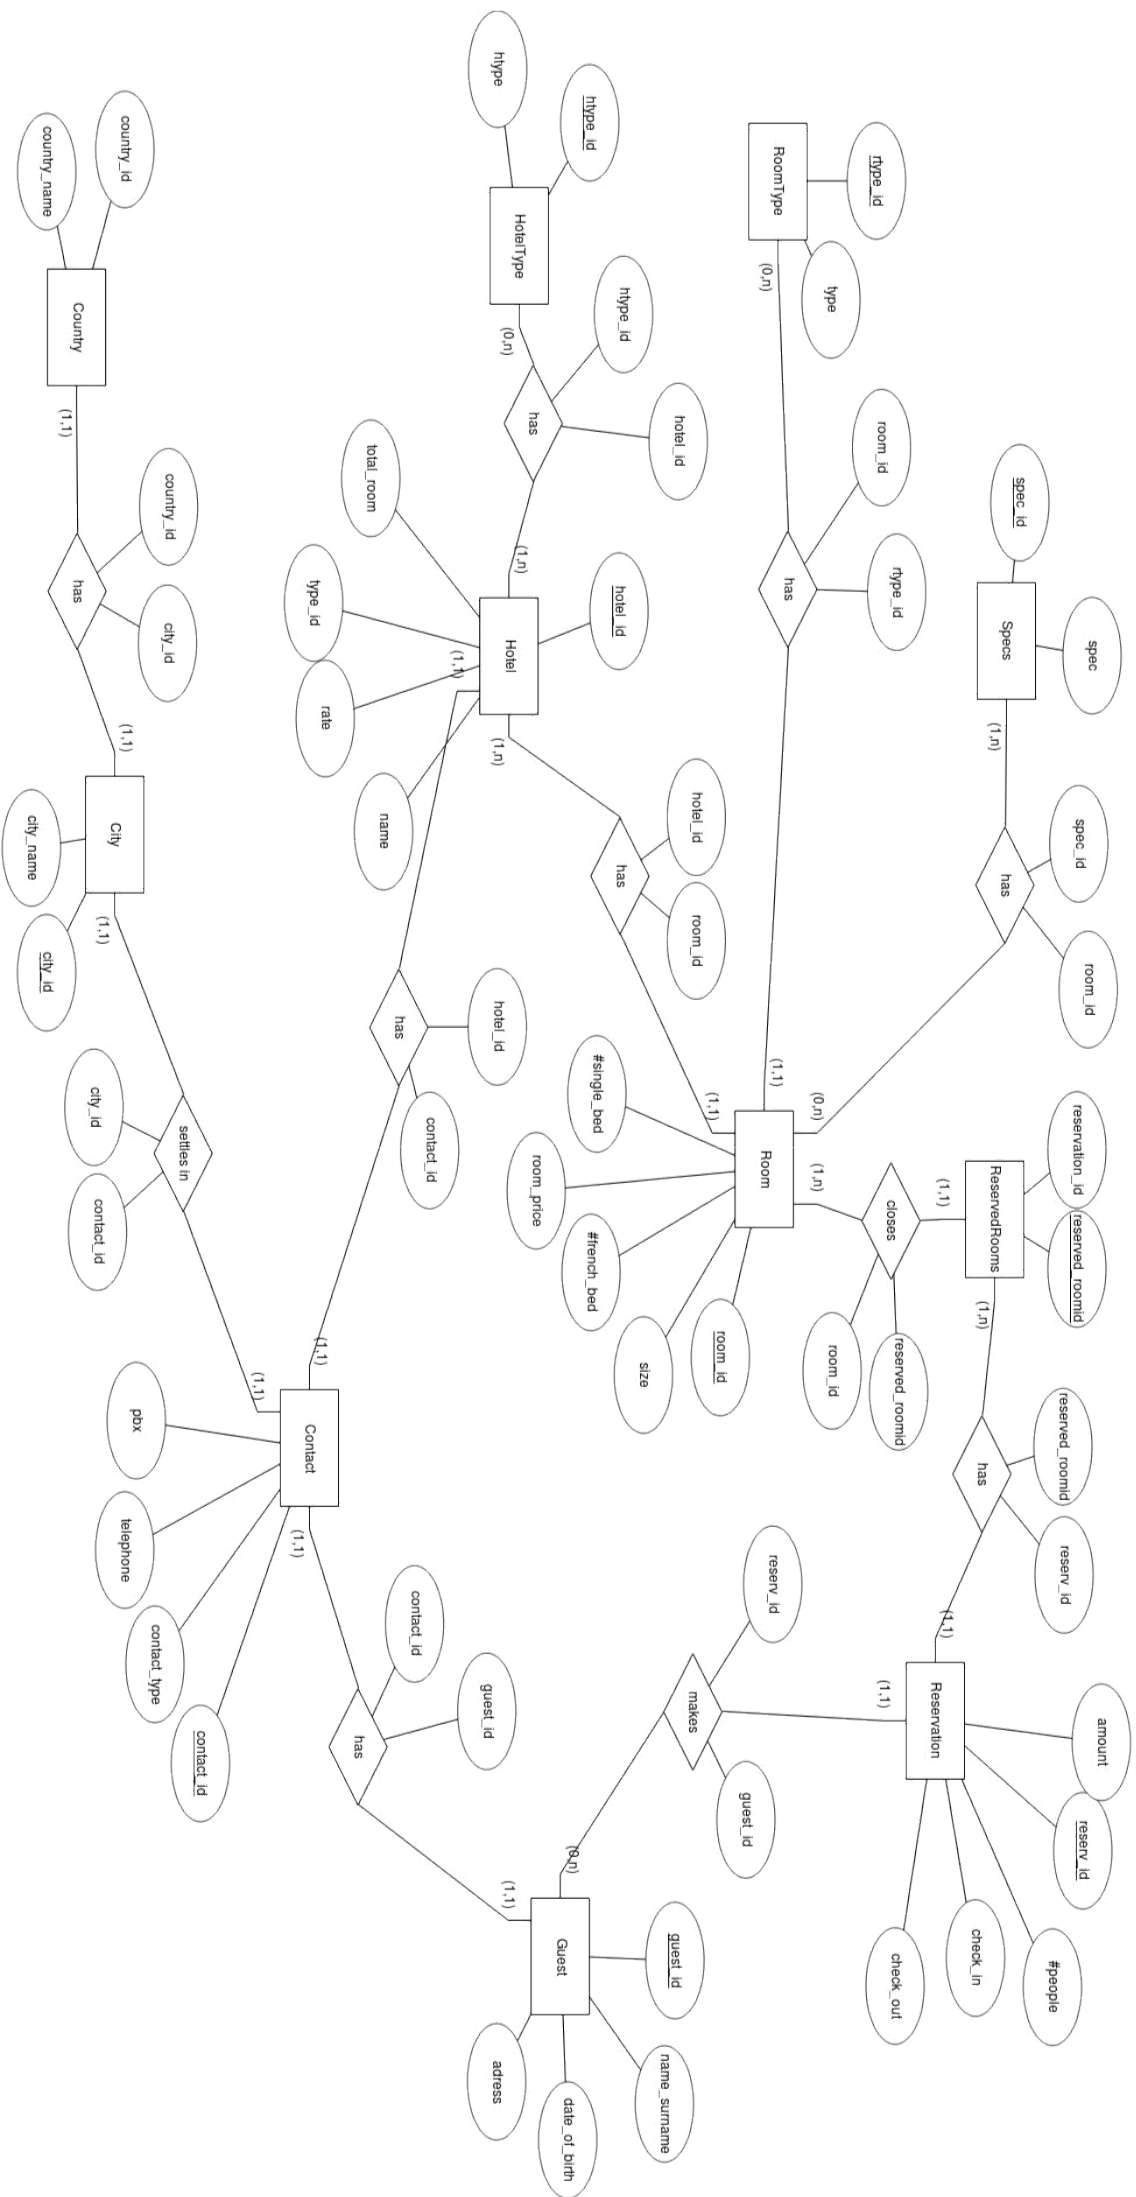 spec_id
spec
Specs
(1,n)
spec_id
has
room_id
reservation_id
reserved_roomid
ReservedRooms
(1,1)
(1,n)
reserved_roomid
has
reserv_id
(1,1)
amount
Reservation
reserv_id
(1,1)
#people
check_in
check_out
rtype_id
RoomType
type
(0,n)
room_id
rtype_id
has
(1,1)
(0,n)
Room
(1,n)
closes
reserved_roomid
room_id
#single_bed
room_price
#french_bed
size
room_id
reserv_id
makes
guest_id
(0,n)
htype
htype_id
HotelType
(0,n)
htype_id
has
hotel_id
(1,n)
total_room
type_id
rate
name
Hotel
hotel_id
(1,1)
(1,n)
hotel_id
has
room_id
(1,1)
hotel_id
has
contact_id
(1,1)
contact_id
guest_id
has
(1,1)
Guest
guest_id
name_surname
date_of_birth
adress
country_id
country_name
Country
(1,1)
country_id
has
city_id
(1,1)
City
city_name
city_id
(1,1)
city_id
settles in
contact_id
(1,1)
Contact
(1,1)
pbx
telephone
contact_type
contact_id